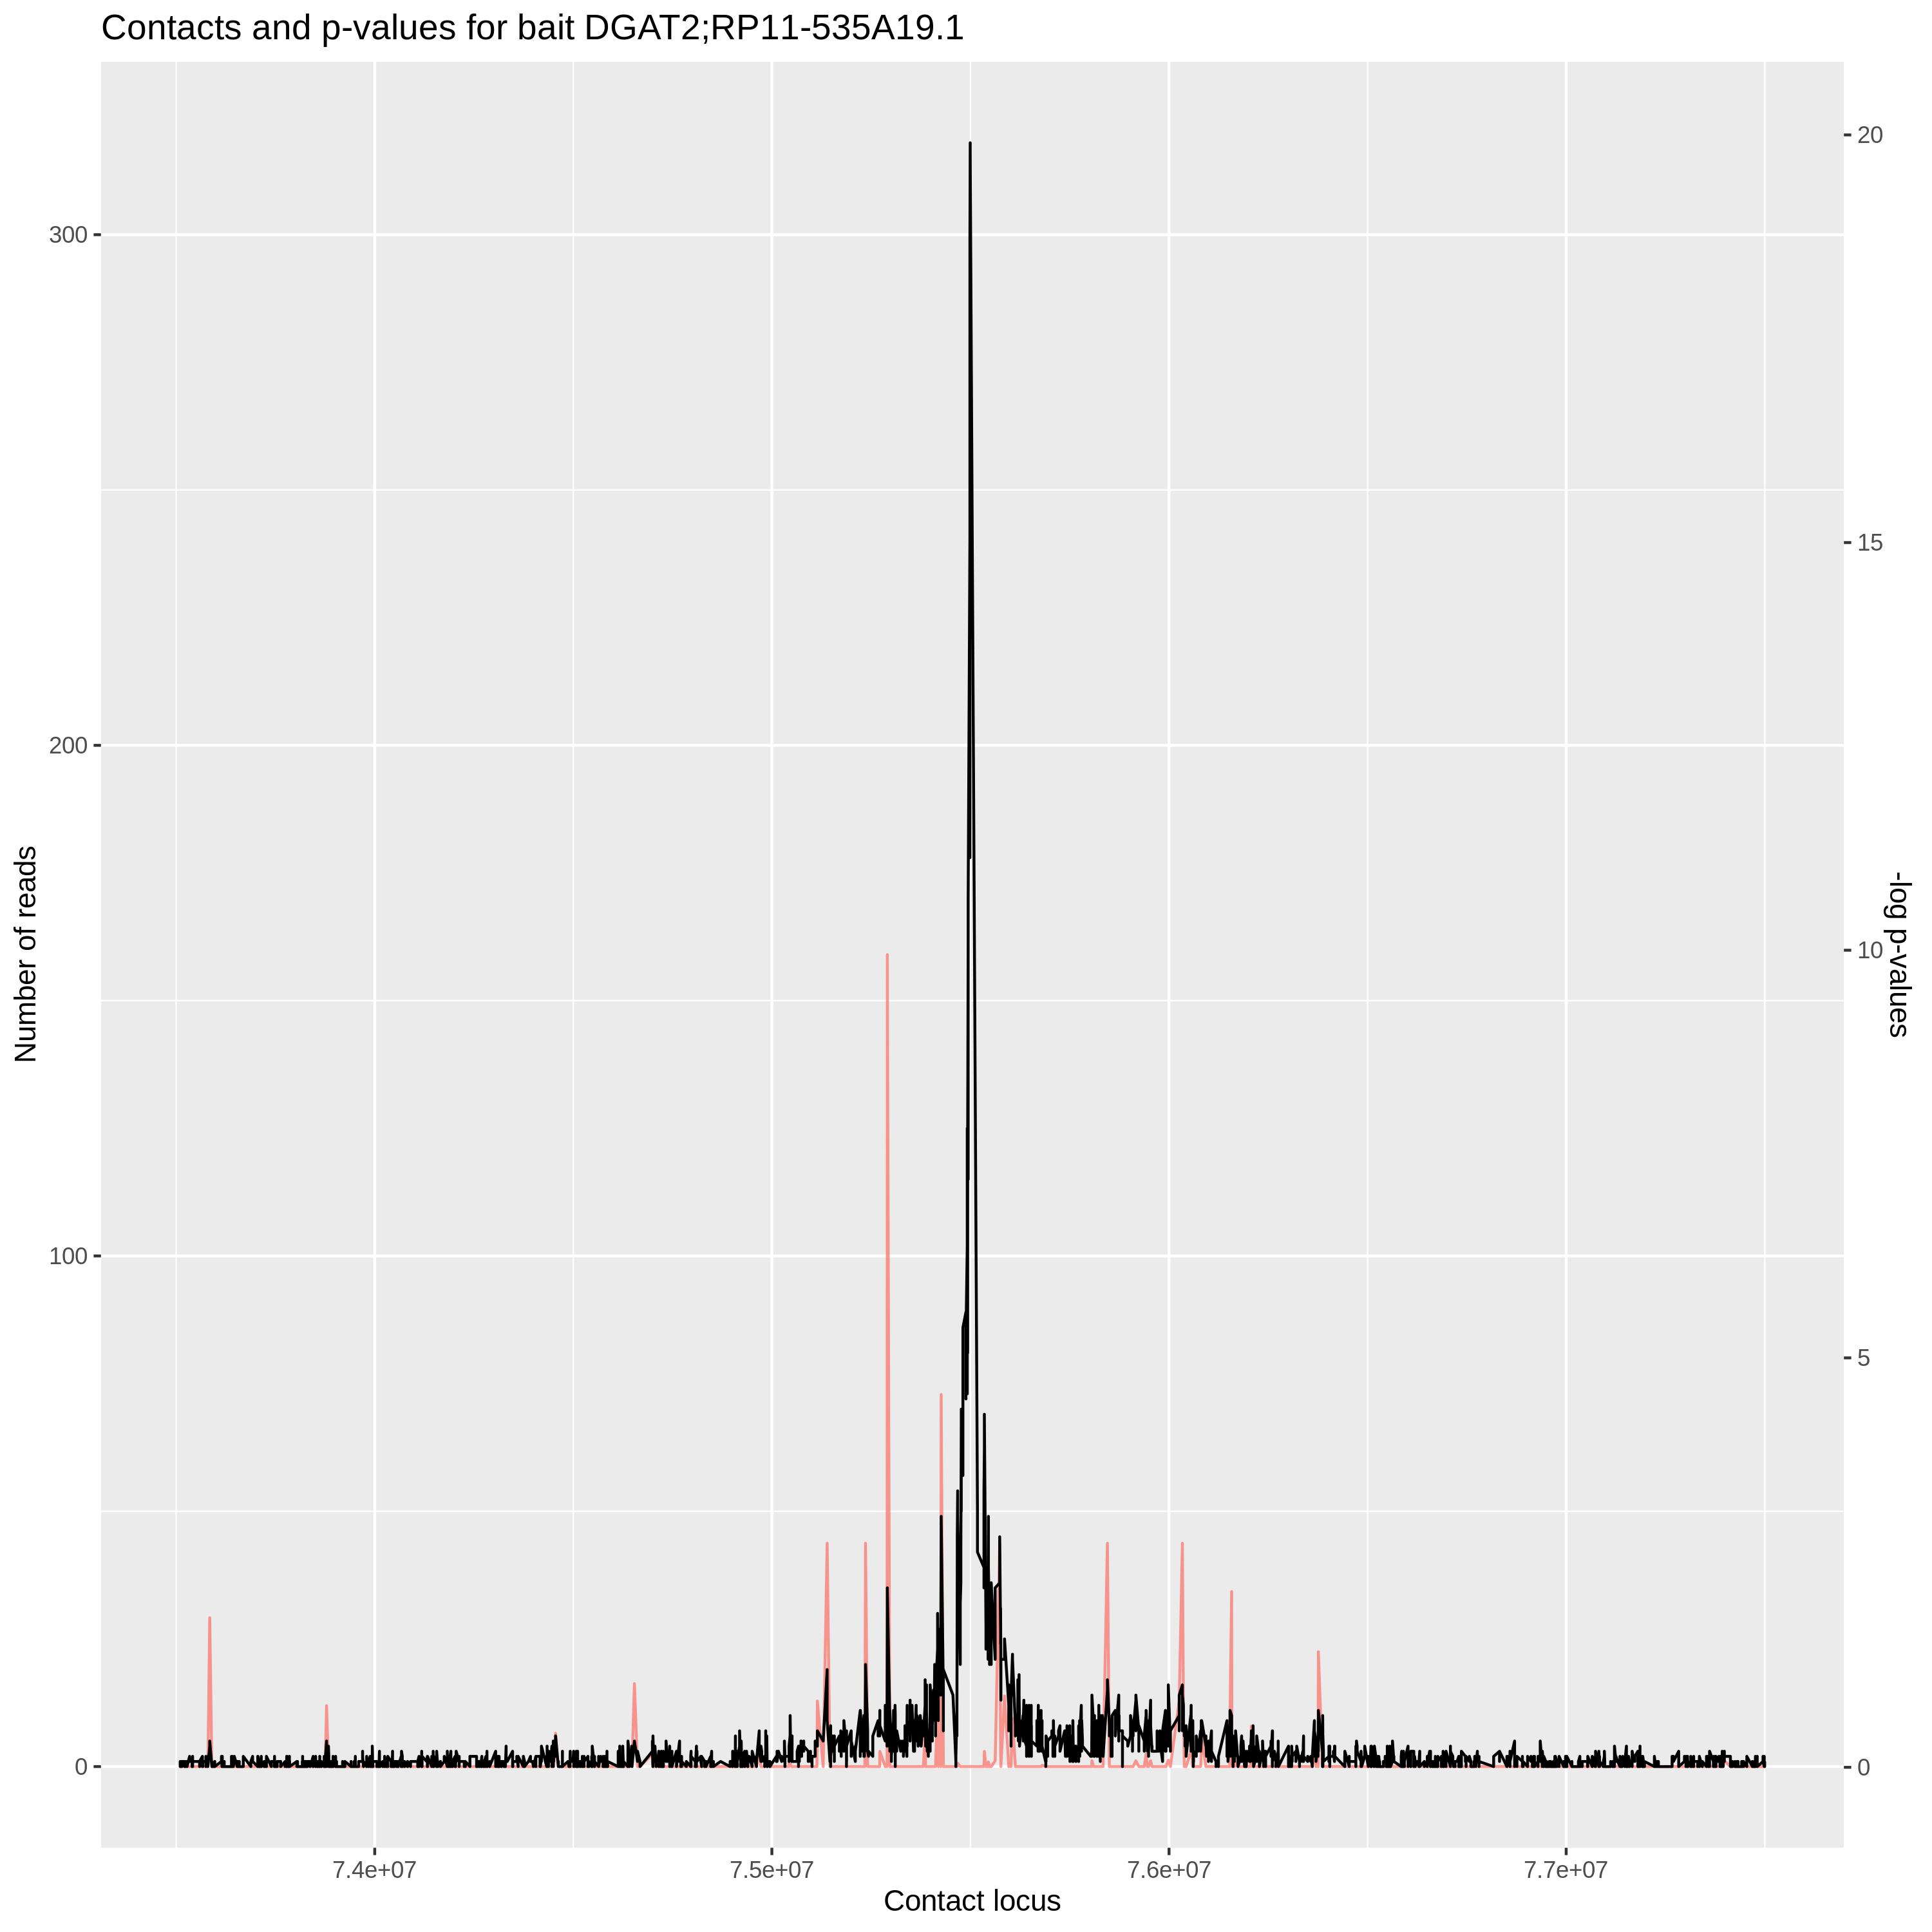 Contacts and p-values for bait DGAT2;RP11-535A19.1
Number of reads
300
200
100
0
20
15
10
5
0
-log p-values
7.4e+07 7.5e+07 7.6e+07 7.7e+07
Contact locus